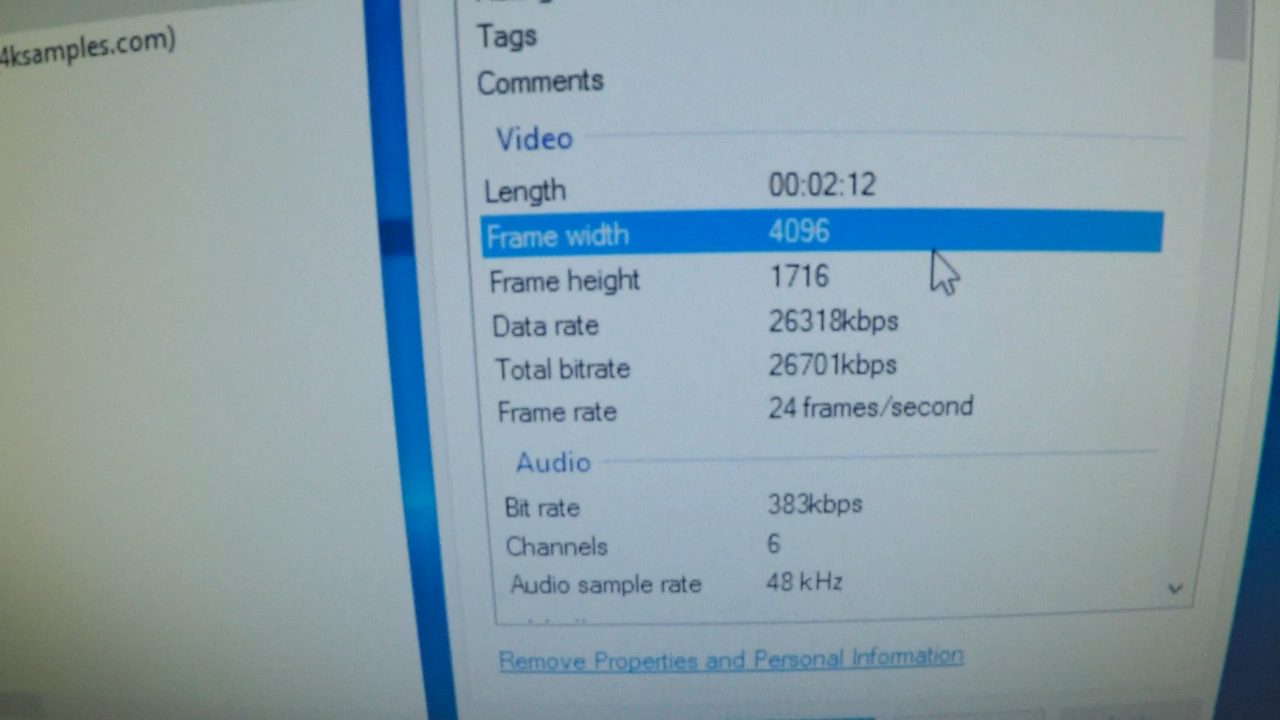 4ksamples.com)
Tags
Comments
Video
Length 00:02:12
Frame width 4096
Frame height 1716
Data rate 26318kbps
Total bitrate 26701kbps
Frame rate 24 frames/second
Audio
Bit rate 383kbps
Channels 6
Audio sample rate 48 kHz
Remove Properties and Personal Information